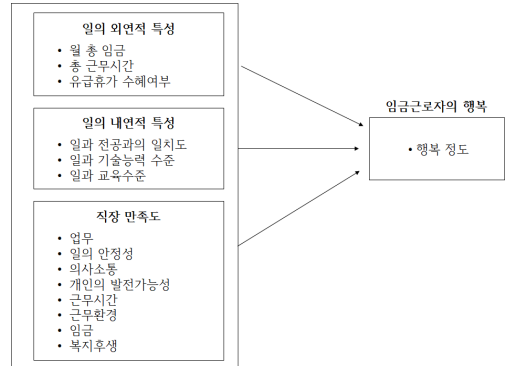 일의 외연적 특성
• 월 총 임금
• 총 근무시간
• 유급휴가 수혜여부
일의 내연적 특성
• 일과 전공과의 일치도
• 일과 기술능력 수준
• 일과 교육수준
직장 만족도
• 업무
• 일의 안정성
• 의사소통
• 개인의 발전가능성
• 근무시간
• 근무환경
• 임금
• 복지후생
임금근로자의 행복
• 행복 정도